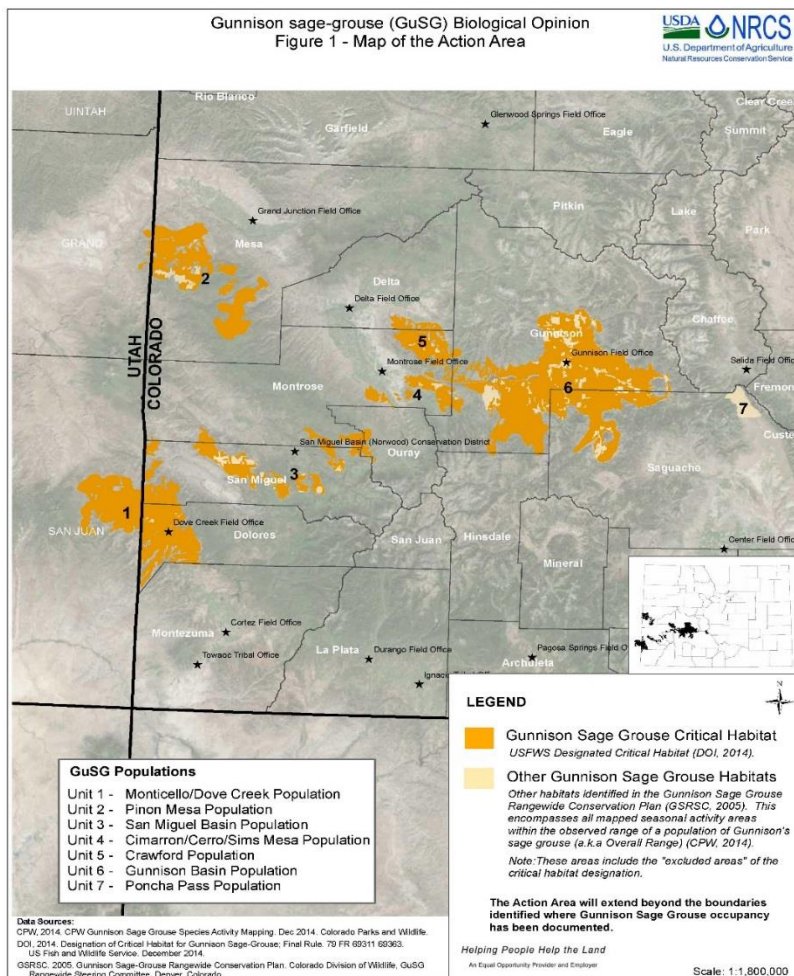 Gunnison sage-grouse (GuSG) Biological Opinion
Figure 1 - Map of the Action Area
USDA NRCS
U.S. Department of Agriculture
Natural Resources Conservation Service
UINTAH
Rio Blanco
Garfield
Glenwood Springs Field Office
Eagle
Clear Creek
Summit
Grand Junction Field Office
Pitkin
Lake
Park
GRAND
Mesa
2
Delta
Delta Field Office
Chaffee
UTAH
COLORADO
5
Gunnison
Gunnison Field Office
Montrose Field Office
Salida Field Office
Montrose
4
6
7
Fremon
Custe
San Miguel Basin (Norwood) Conservation District
Ouray
3
San Miguel
Saguache
1
SAN JUAN
Dove Creek Field Office
Dolores
San Juan
Hinsdale
Mineral
Center Field Offic
Cortez Field Office
Montezuma
Towaoc Tribal Office
La Plata
Durango Field Office
Pagosa Springs Field O
Archuleta
Ignacio Tribal Offi
LEGEND
N
Gunnison Sage Grouse Critical Habitat
USFWS Designated Critical Habitat (DOI, 2014).
Other Gunnison Sage Grouse Habitats
Other habitats identified in the Gunnison Sage Grouse
Rangewide Conservation Plan (GSRSC, 2005). This
encompasses all mapped seasonal activity areas
within the observed range of a population of Gunnison's
sage grouse (a.k.a Overall Range) (CPW, 2014).
Note:These areas include the "excluded areas" of the
critical habitat designation.
The Action Area will extend beyond the boundaries
identified where Gunnison Sage Grouse occupancy
has been documented.
Helping People Help the Land
An Equal Opportunity Provider and Employer
Scale: 1:1,800,000
GuSG Populations
Unit 1 - Monticello/Dove Creek Population
Unit 2 - Pinon Mesa Population
Unit 3 - San Miguel Basin Population
Unit 4 - Cimarron/Cerro/Sims Mesa Population
Unit 5 - Crawford Population
Unit 6 - Gunnison Basin Population
Unit 7 - Poncha Pass Population
Data Sources:
CPW, 2014. CPW Gunnison Sage Grouse Species Activity Mapping. Dec 2014. Colorado Parks and Wildlife.
DOI, 2014. Designation of Critical Habitat for Gunnison Sage-Grouse; Final Rule. 79 FR 69311 69363.
US Fish and Wildlife Service. December 2014.
GSRSC. 2005. Gunnison Sage-Grouse Rangewide Conservation Plan. Colorado Division of Wildlife, GuSG
Rangewide Steering Committee, Denver, Colorado